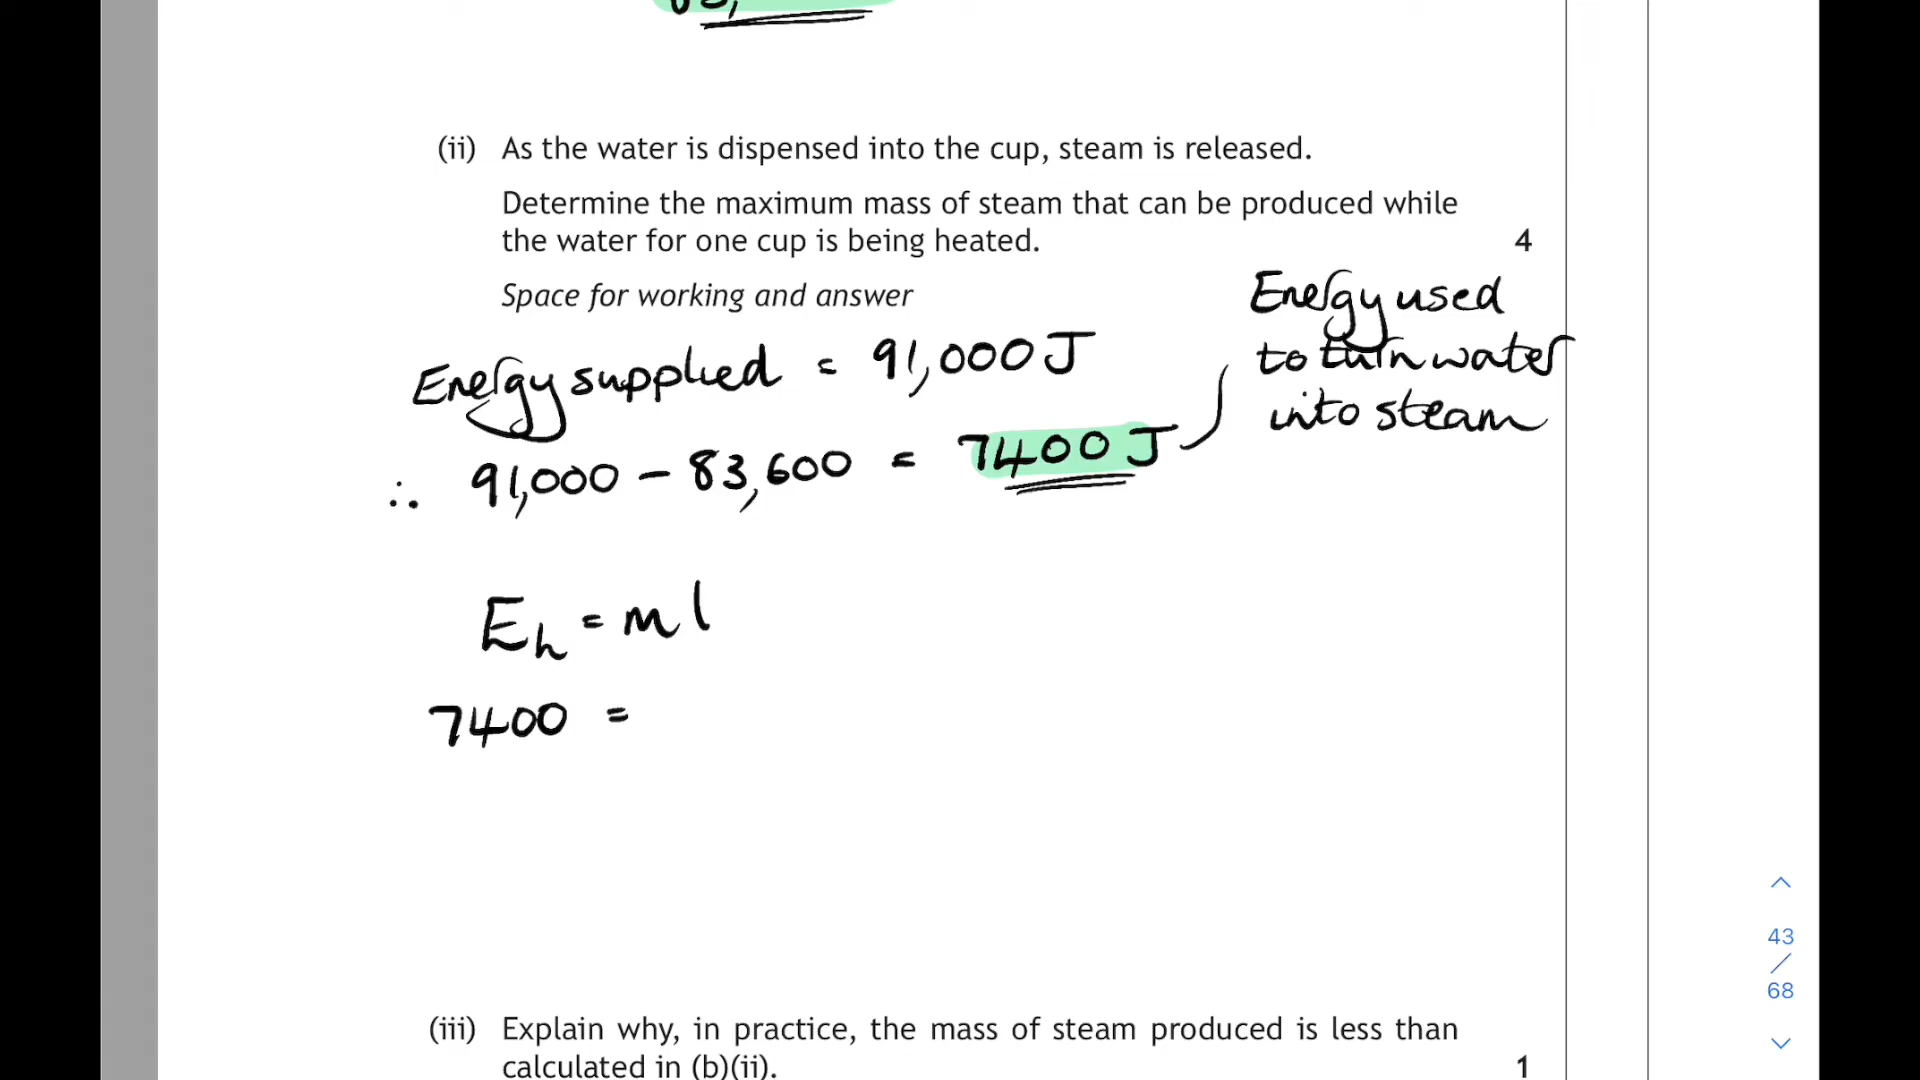 (ii) As the water is dispensed into the cup, steam is released.
Determine the maximum mass of steam that can be produced while
the water for one cup is being heated.
4
Space for working and answer
Energy used
to turn water
into steam
Energy supplied = 91,000 J
∴ 91,000 - 83,600 = 7400 J
Eh = ml
7400 =
(iii) Explain why, in practice, the mass of steam produced is less than
calculated in (b)(ii).
1
43
/
68